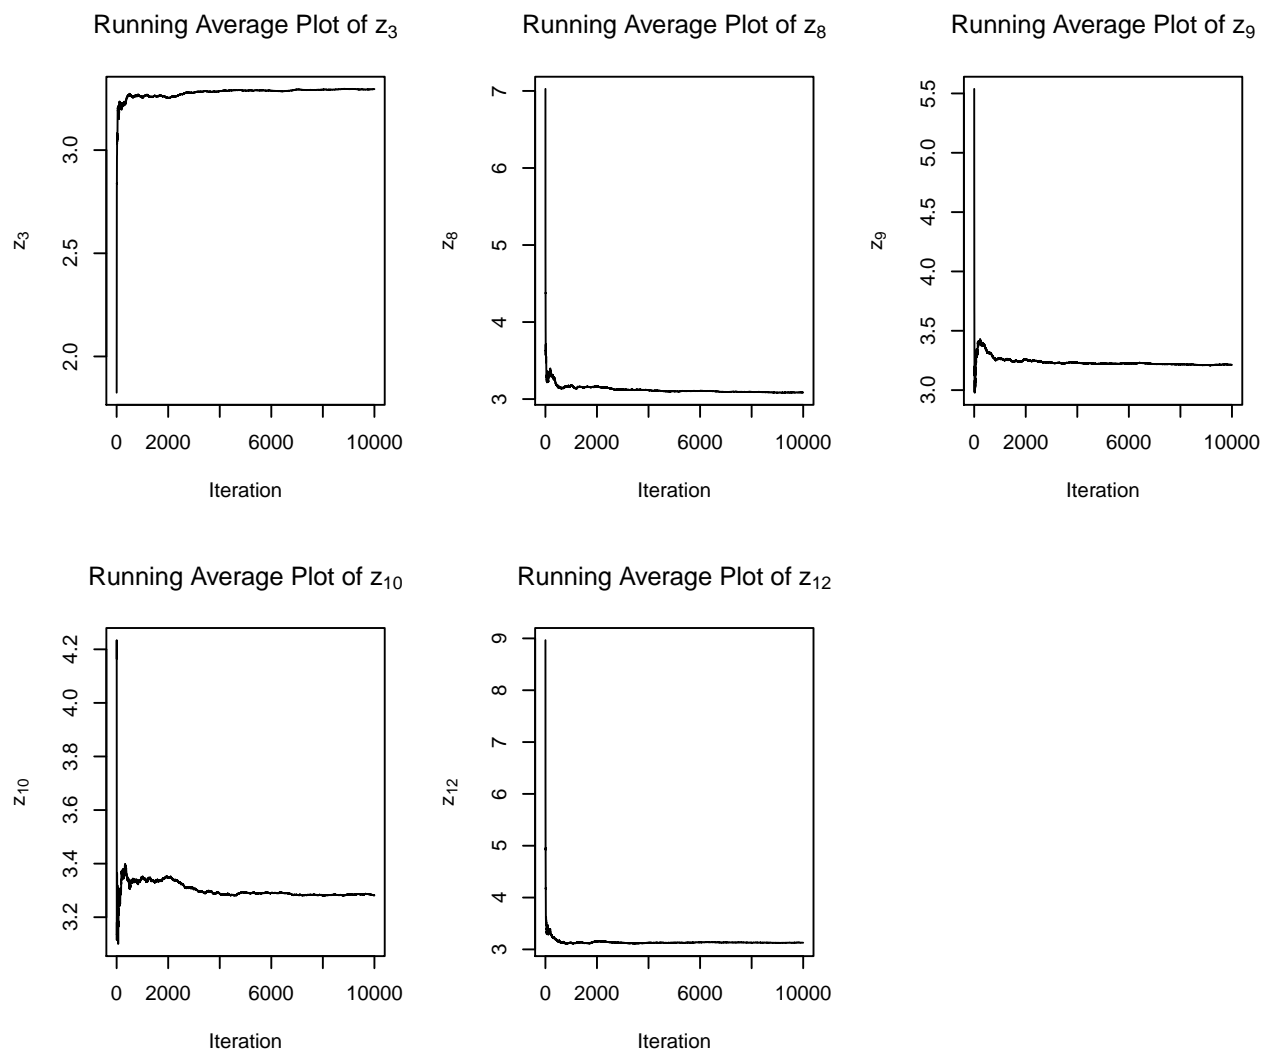 Running Average Plot of z₃
z₃
3.0
2.5
2.0
0 2000 6000 10000
Iteration
Running Average Plot of z₈
z₈
7
6
5
4
3
0 2000 6000 10000
Iteration
Running Average Plot of z₉
z₉
5.5
5.0
4.5
4.0
3.5
3.0
0 2000 6000 10000
Iteration
Running Average Plot of z₁₀
z₁₀
4.2
4.0
3.8
3.6
3.4
3.2
0 2000 6000 10000
Iteration
Running Average Plot of z₁₂
z₁₂
9
8
7
6
5
4
3
0 2000 6000 10000
Iteration